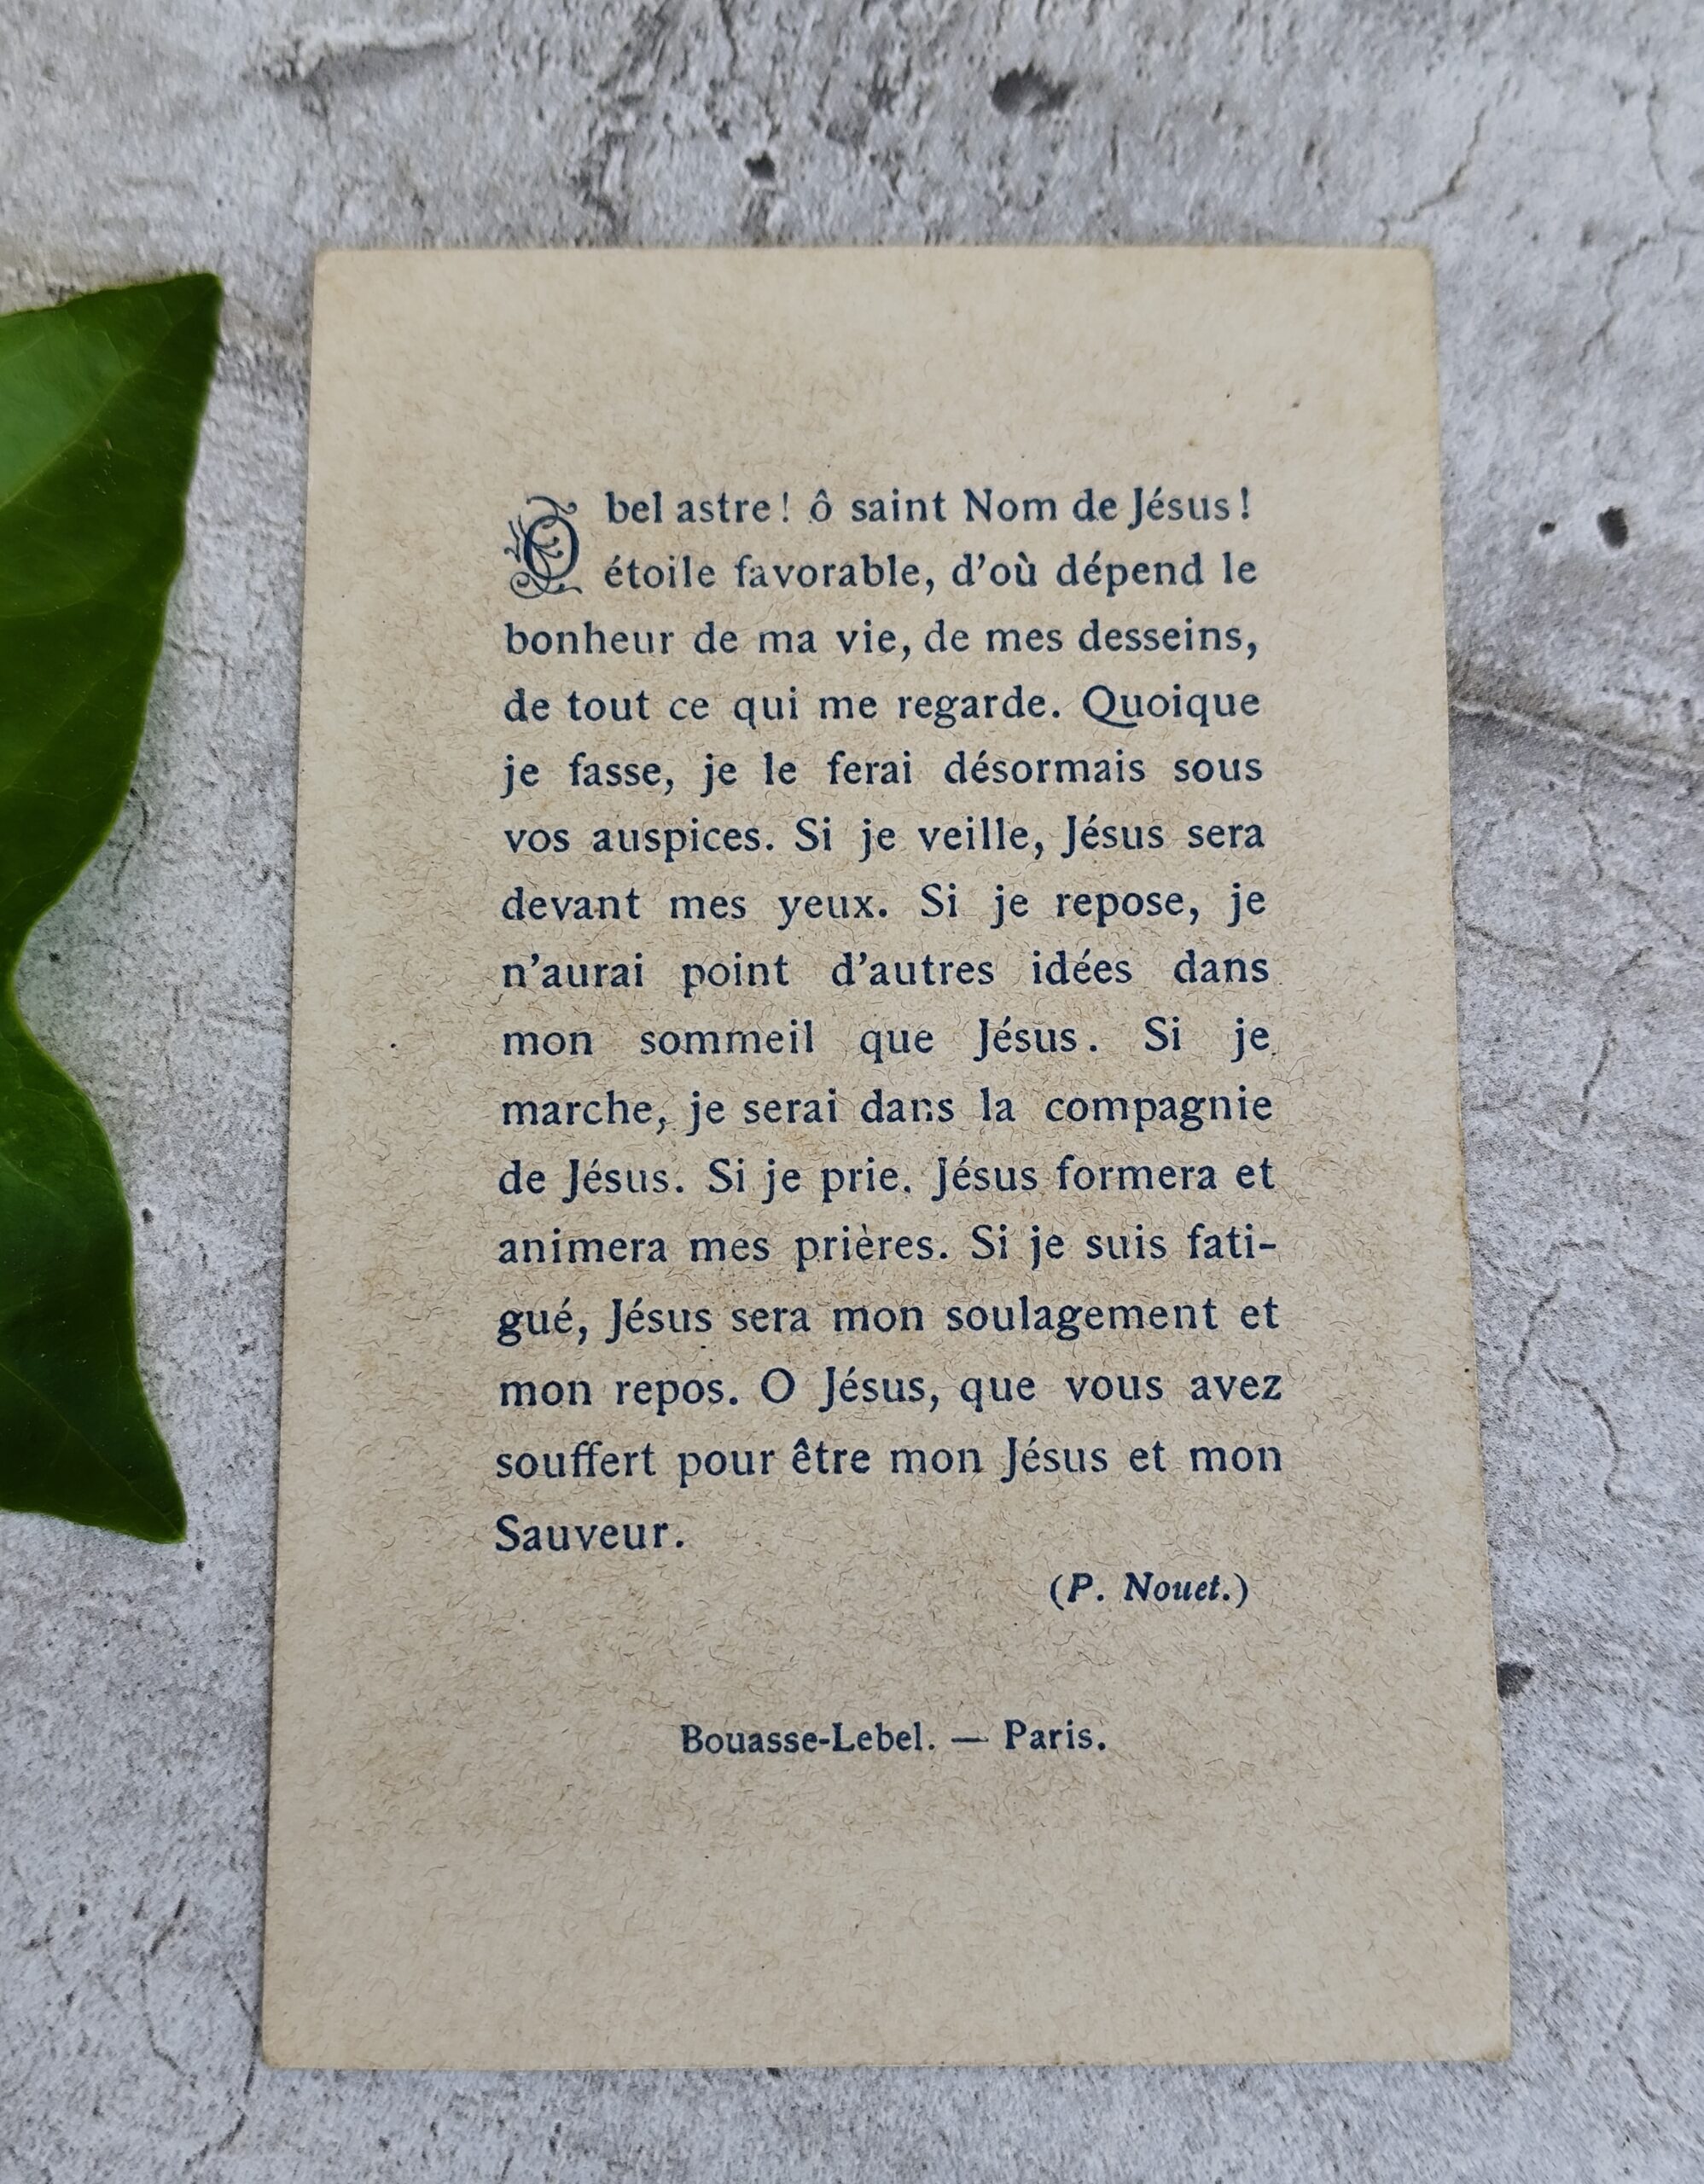 O bel astre ! ô saint Nom de Jésus !
étoile favorable, d'où dépend le
bonheur de ma vie, de mes desseins,
de tout ce qui me regarde. Quoique
je fasse, je le ferai désormais sous
vos auspices. Si je veille, Jésus sera
devant mes yeux. Si je repose, je
n'aurai point d'autres idées dans
mon sommeil que Jésus. Si je
marche, je serai dans la compagnie
de Jésus. Si je prie. Jésus formera et
animera mes prières. Si je suis fati-
gué, Jésus sera mon soulagement et
mon repos. O Jésus, que vous avez
souffert pour être mon Jésus et mon
Sauveur.
(P. Nouet.)
Bouasse-Lebel. — Paris.